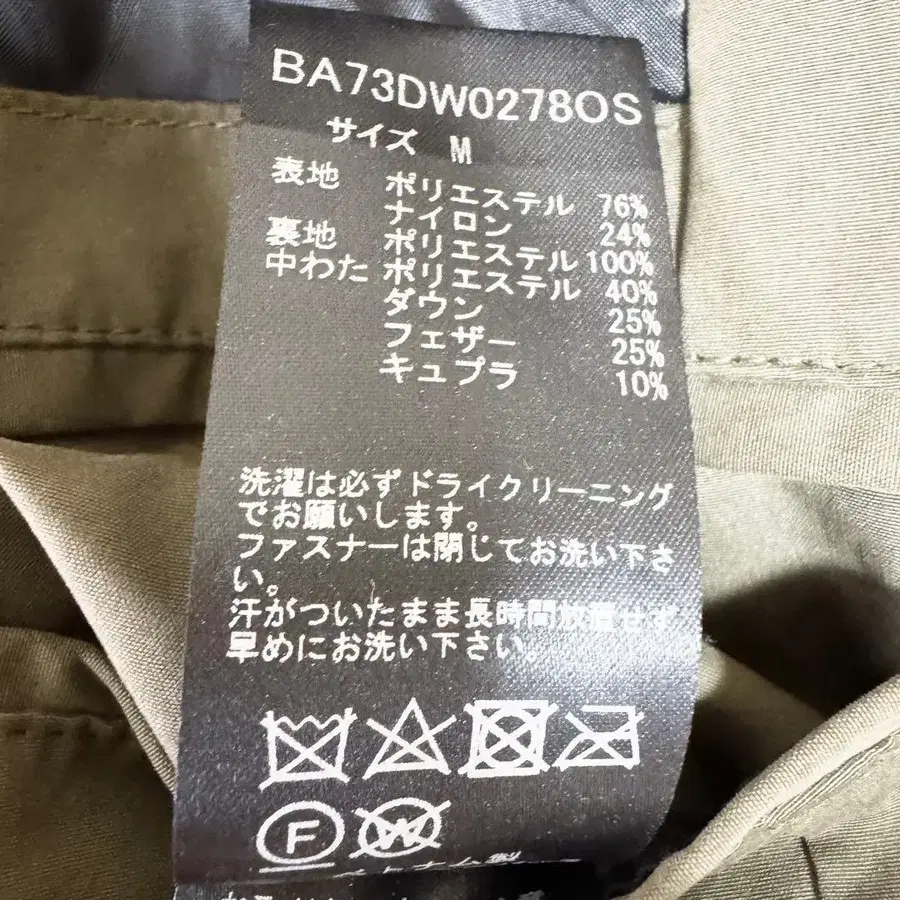 BA73DW0278OS
サイズ M
表地 ポリエステル 76%
ナイロン 24%
裏地 ポリエステル 100%
中わた ポリエステル 40%
ダウン 25%
フェザー 25%
キュプラ 10%
洗濯は必ずドライクリーニング
でお願いします。
ファスナーは閉じてお洗い下さ
い。
汗がついたまま長時間放置せず
早めにお洗い下さい。
F W
ベトナム製